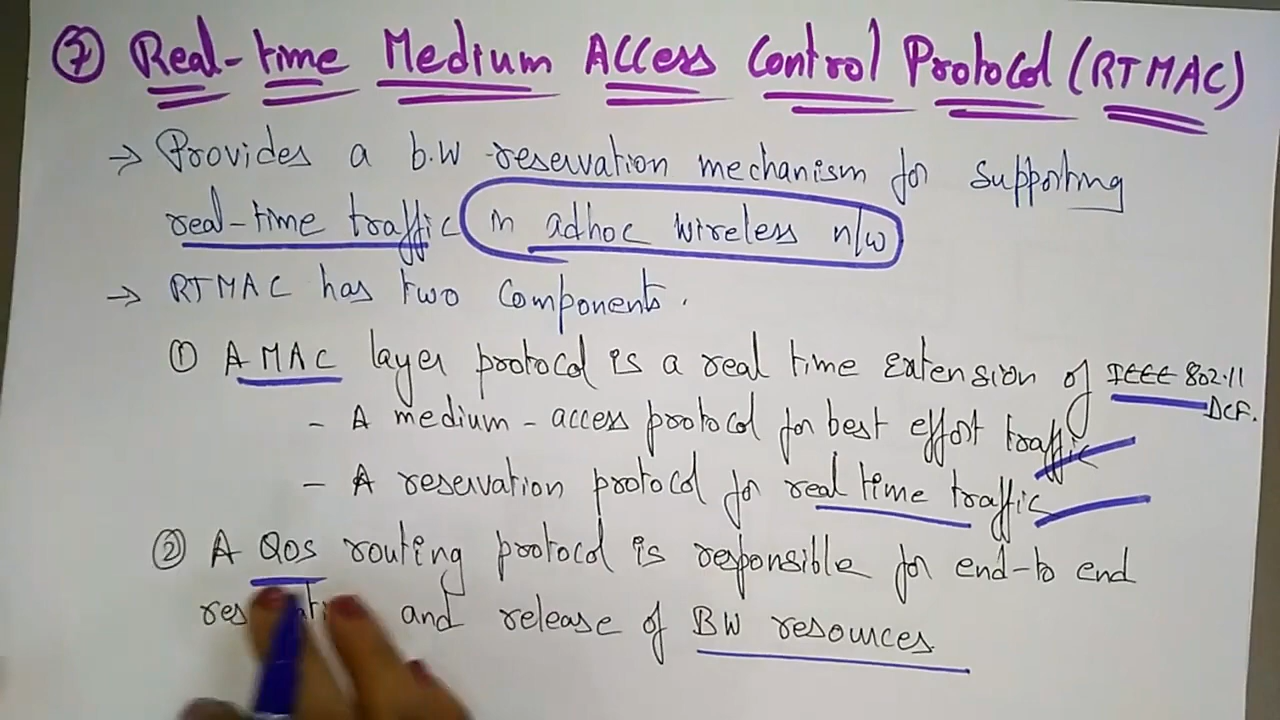 ⑦ Real-time Medium Access Control Protocol (RTMAC)
→ Provides a b.w reservation mechanism for supporting
real-time traffic in adhoc wireless n/w
→ RTMAC has two components.
① A MAC layer protocol is a real time extension of IEEE 802.11
DCF.
- A medium-access protocol for best effort traffic
- A reservation protocol for real time traffic
② A QOS routing protocol is responsible for end-to end
and release of BW resources